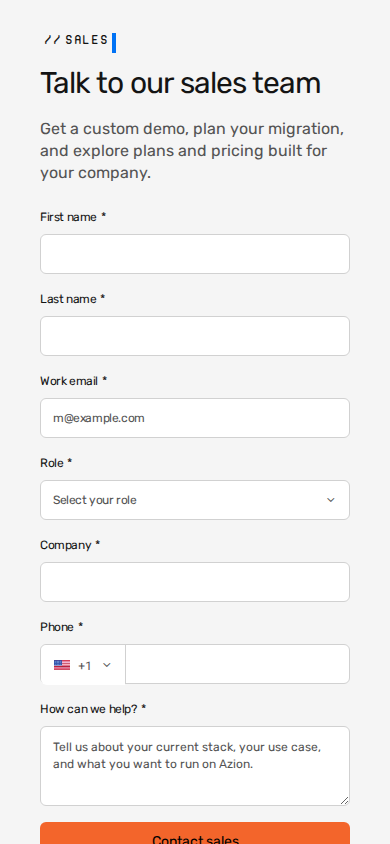 // SALES
Talk to our sales team
Get a custom demo, plan your migration,
and explore plans and pricing built for
your company.
First name *
Last name *
Work email *
m@example.com
Role *
Select your role
Company *
Phone *
+1
How can we help? *
Tell us about your current stack, your use case,
and what you want to run on Azion.
Contact sales